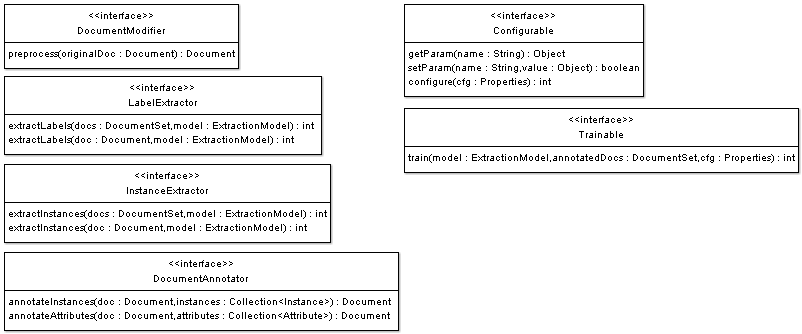 <<interface>>
DocumentModifier
preprocess(originalDoc : Document) : Document
<<interface>>
LabelExtractor
extractLabels(docs : DocumentSet,model : ExtractionModel) : int
extractLabels(doc : Document,model : ExtractionModel) : int
<<interface>>
InstanceExtractor
extractInstances(docs : DocumentSet,model : ExtractionModel) : int
extractInstances(doc : Document,model : ExtractionModel) : int
<<interface>>
DocumentAnnotator
annotateInstances(doc : Document,instances : Collection<Instance>) : Document
annotateAttributes(doc : Document,attributes : Collection<Attribute>) : Document
<<interface>>
Configurable
getParam(name : String) : Object
setParam(name : String,value : Object) : boolean
configure(cfg : Properties) : int
<<interface>>
Trainable
train(model : ExtractionModel,annotatedDocs : DocumentSet,cfg : Properties) : int